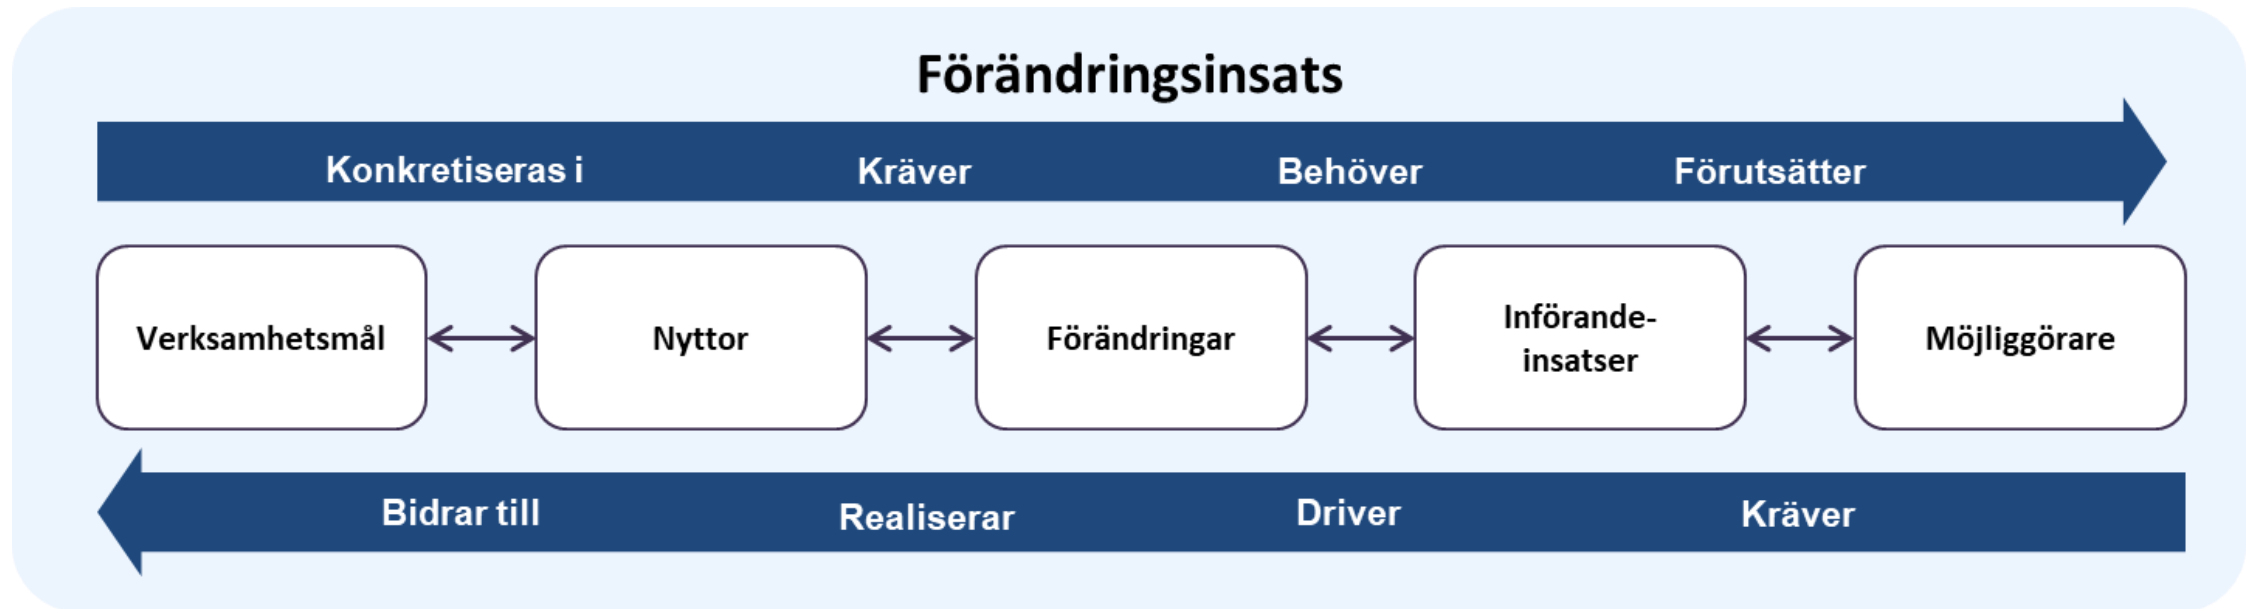 Förändringsinsats
Konkretiseras i Kräver Behöver Förutsätter
Verksamhetsmål Nyttor Förändringar Införande-
insatser Möjliggörare
Bidrar till Realiserar Driver Kräver